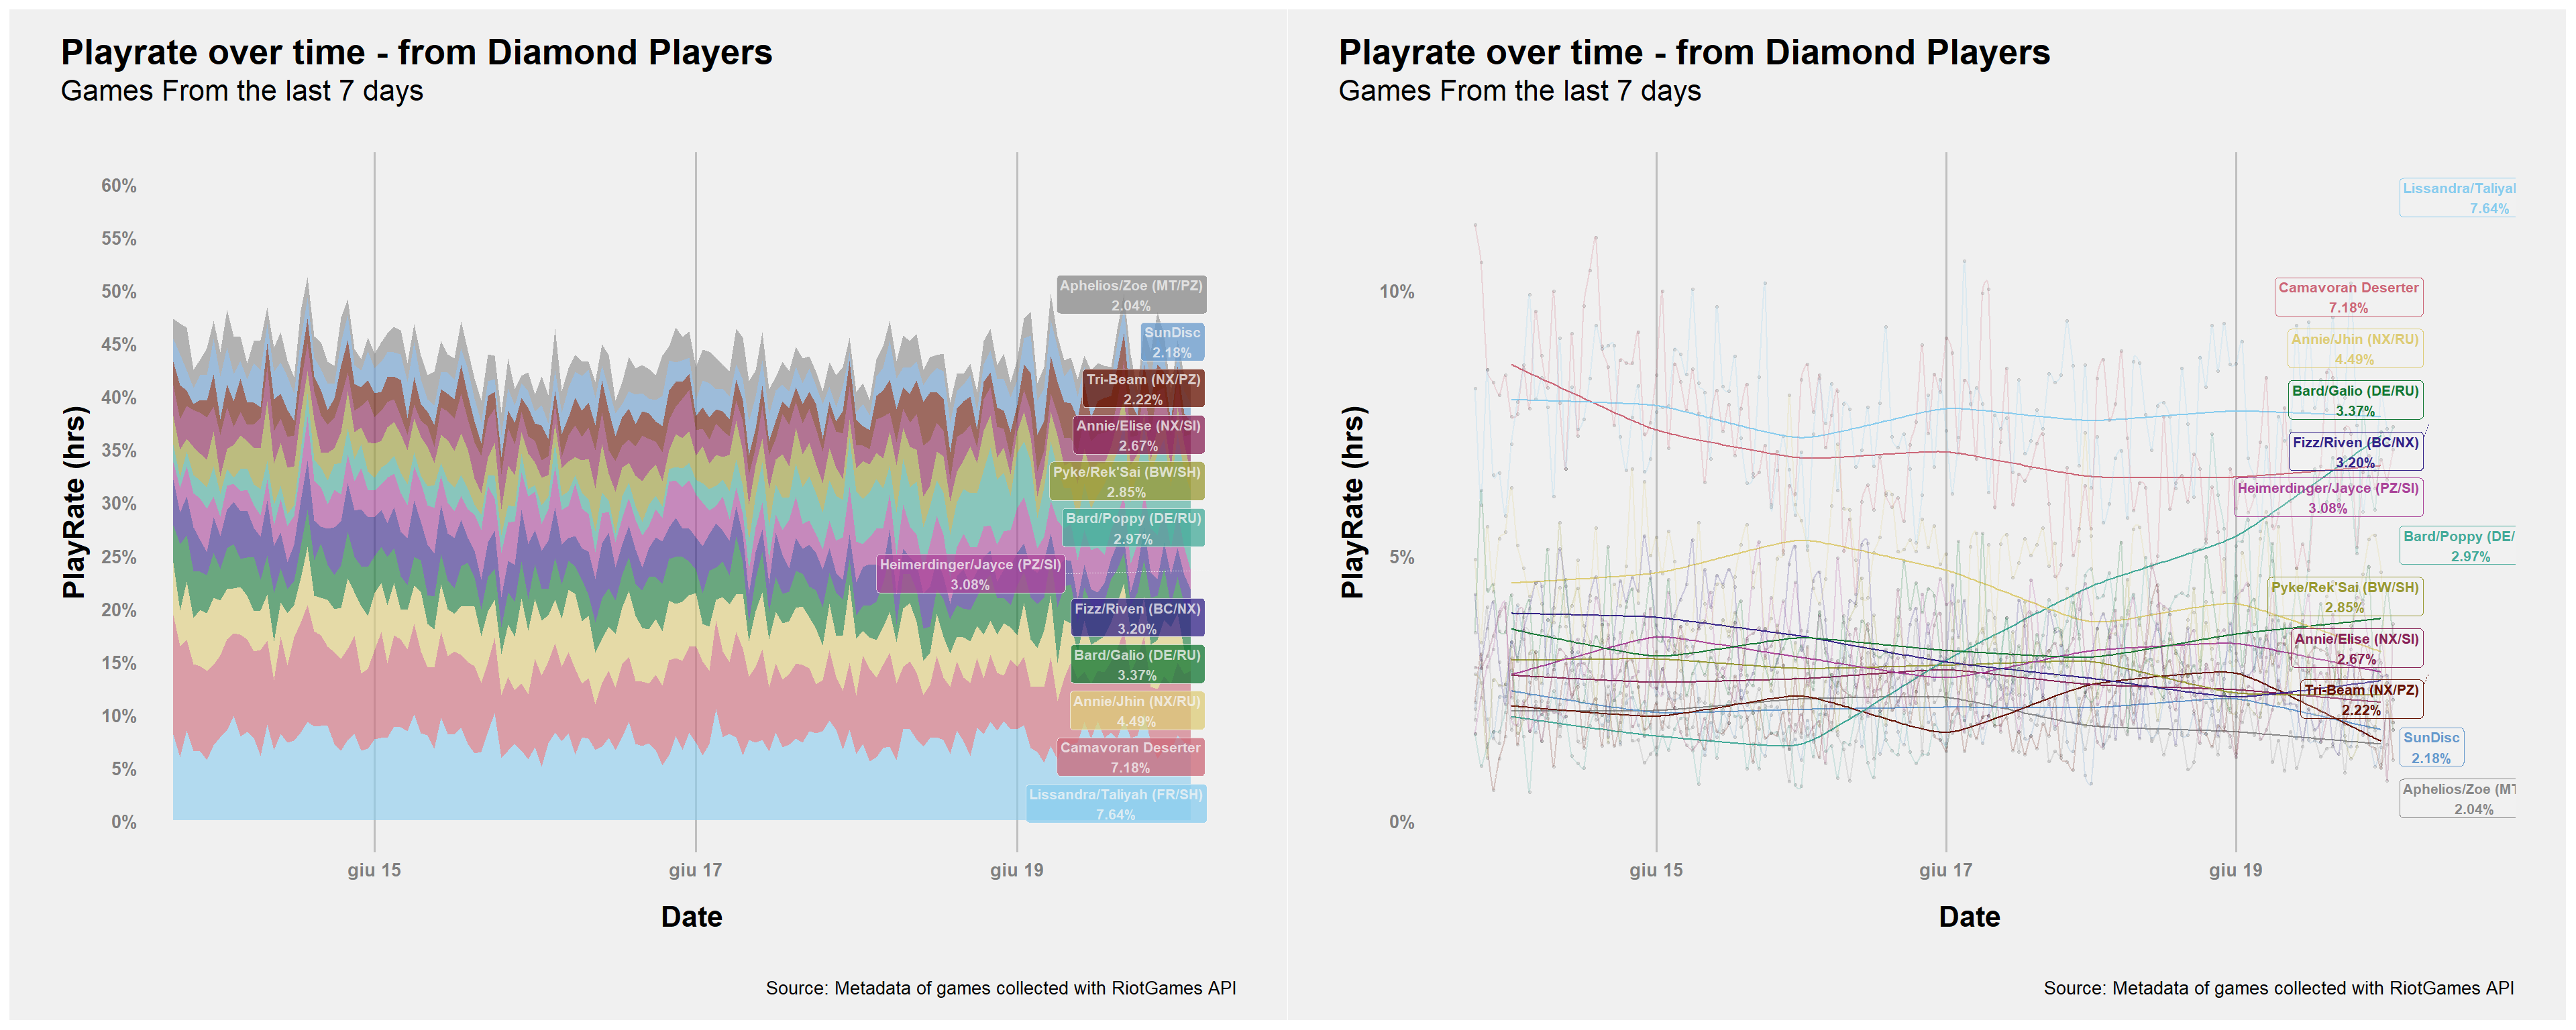 Playrate over time - from Diamond Players
Games From the last 7 days
PlayRate (hrs)
60%
55%
50%
45%
40%
35%
30%
25%
20%
15%
10%
5%
0%
Aphelios/Zoe (MT/PZ)
2.04%
SunDisc
2.18%
Tri-Beam (NX/PZ)
2.22%
Annie/Elise (NX/SI)
2.67%
Pyke/Rek'Sai (BW/SH)
2.85%
Bard/Poppy (DE/RU)
2.97%
Heimerdinger/Jayce (PZ/SI)
3.08%
Fizz/Riven (BC/NX)
3.20%
Bard/Galio (DE/RU)
3.37%
Annie/Jhin (NX/RU)
4.49%
Camavoran Deserter
7.18%
Lissandra/Taliyah (FR/SH)
7.64%
giu 15
giu 17
giu 19
Date
Source: Metadata of games collected with RiotGames API
Playrate over time - from Diamond Players
Games From the last 7 days
PlayRate (hrs)
10%
5%
0%
Lissandra/Taliyal
7.64%
Camavoran Deserter
7.18%
Annie/Jhin (NX/RU)
4.49%
Bard/Galio (DE/RU)
3.37%
Fizz/Riven (BC/NX)
3.20%
Heimerdinger/Jayce (PZ/SI)
3.08%
Bard/Poppy (DE/
2.97%
Pyke/Rek'Sai (BW/SH)
2.85%
Annie/Elise (NX/SI)
2.67%
Tri-Beam (NX/PZ)
2.22%
SunDisc
2.18%
Aphelios/Zoe (MT
2.04%
giu 15
giu 17
giu 19
Date
Source: Metadata of games collected with RiotGames API